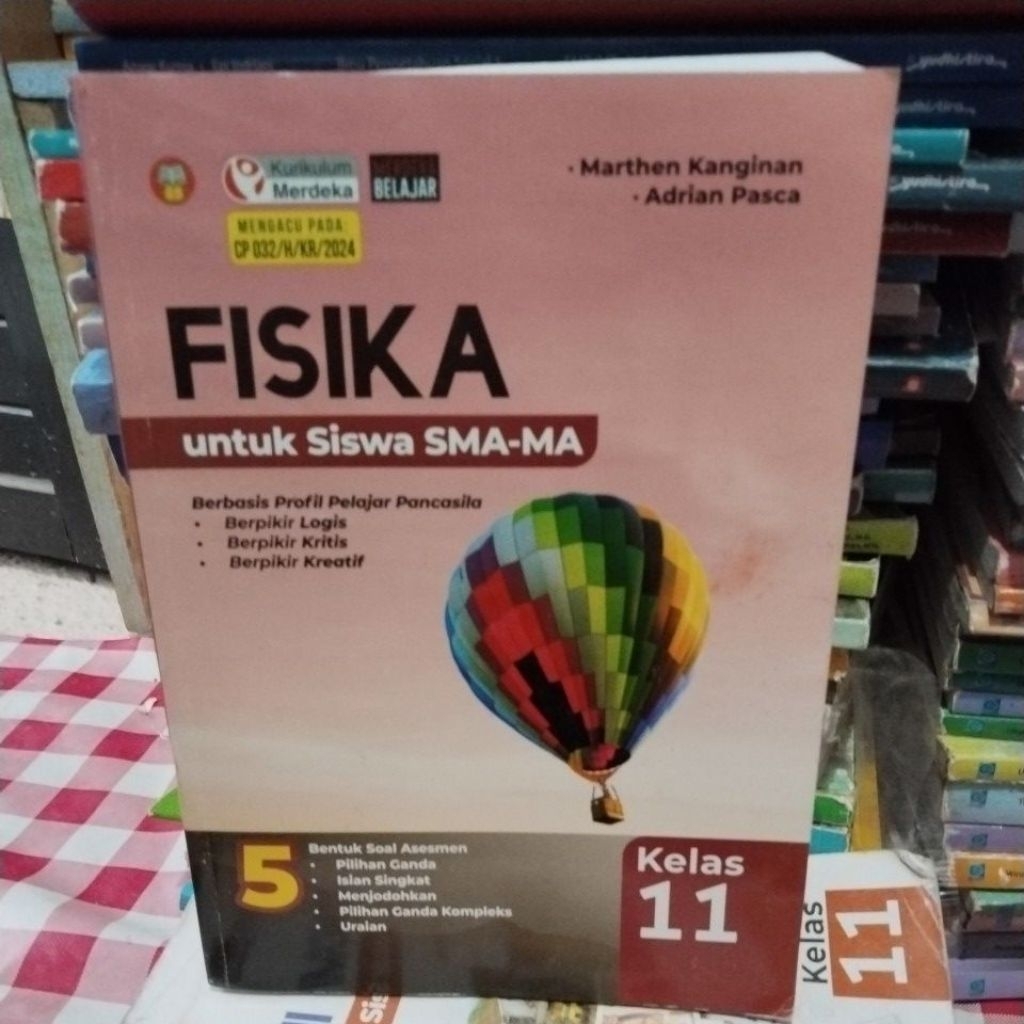 yudhistira
Kurikulum
Merdeka
MERDEKA
BELAJAR
MENGACU PADA:
CP 032/H/KR/2024
• Marthen Kanginan
• Adrian Pasca
FISIKA
untuk Siswa SMA-MA
Berbasis Profil Pelajar Pancasila
• Berpikir Logis
• Berpikir Kritis
• Berpikir Kreatif
5
Bentuk Soal Asesmen
• Pilihan Ganda
• Isian Singkat
• Menjodohkan
• Pilihan Ganda Kompleks
• Uraian
Kelas
11
Kelas
11